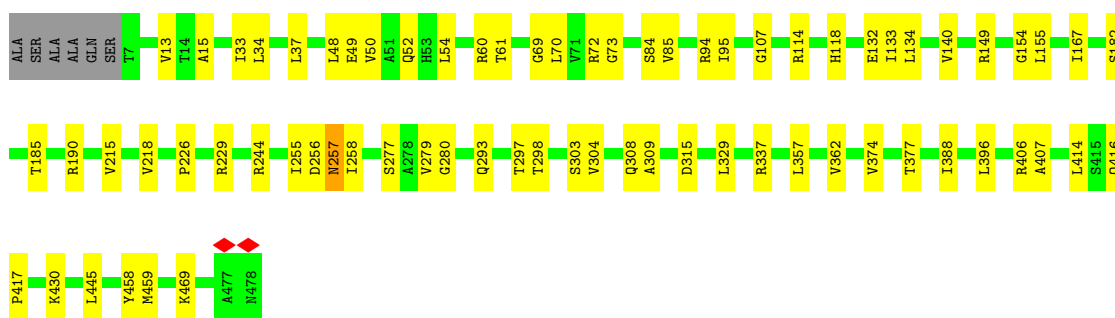 ALA SER ALA ALA GLN SER T7 V13 T14 A15 I33 L34 L37 L48 E49 V50 A51 Q52 H53 L54 R60 T61 G69 L70 V71 R72 G73 S84 V85 R94 I95 G107 R114 H118 E132 I133 L134 V140 R149 G154 L155 I167 S182
T185 R190 V215 V218 P226 R229 R244 I255 D256 N257 I258 S277 A278 V279 G280 Q293 T297 T298 S303 V304 Q308 A309 D315 L329 R337 L357 V362 V374 T377 I388 L396 R406 A407 L414 S415
P417 K430 L445 Y458 M459 K469 A477 N478